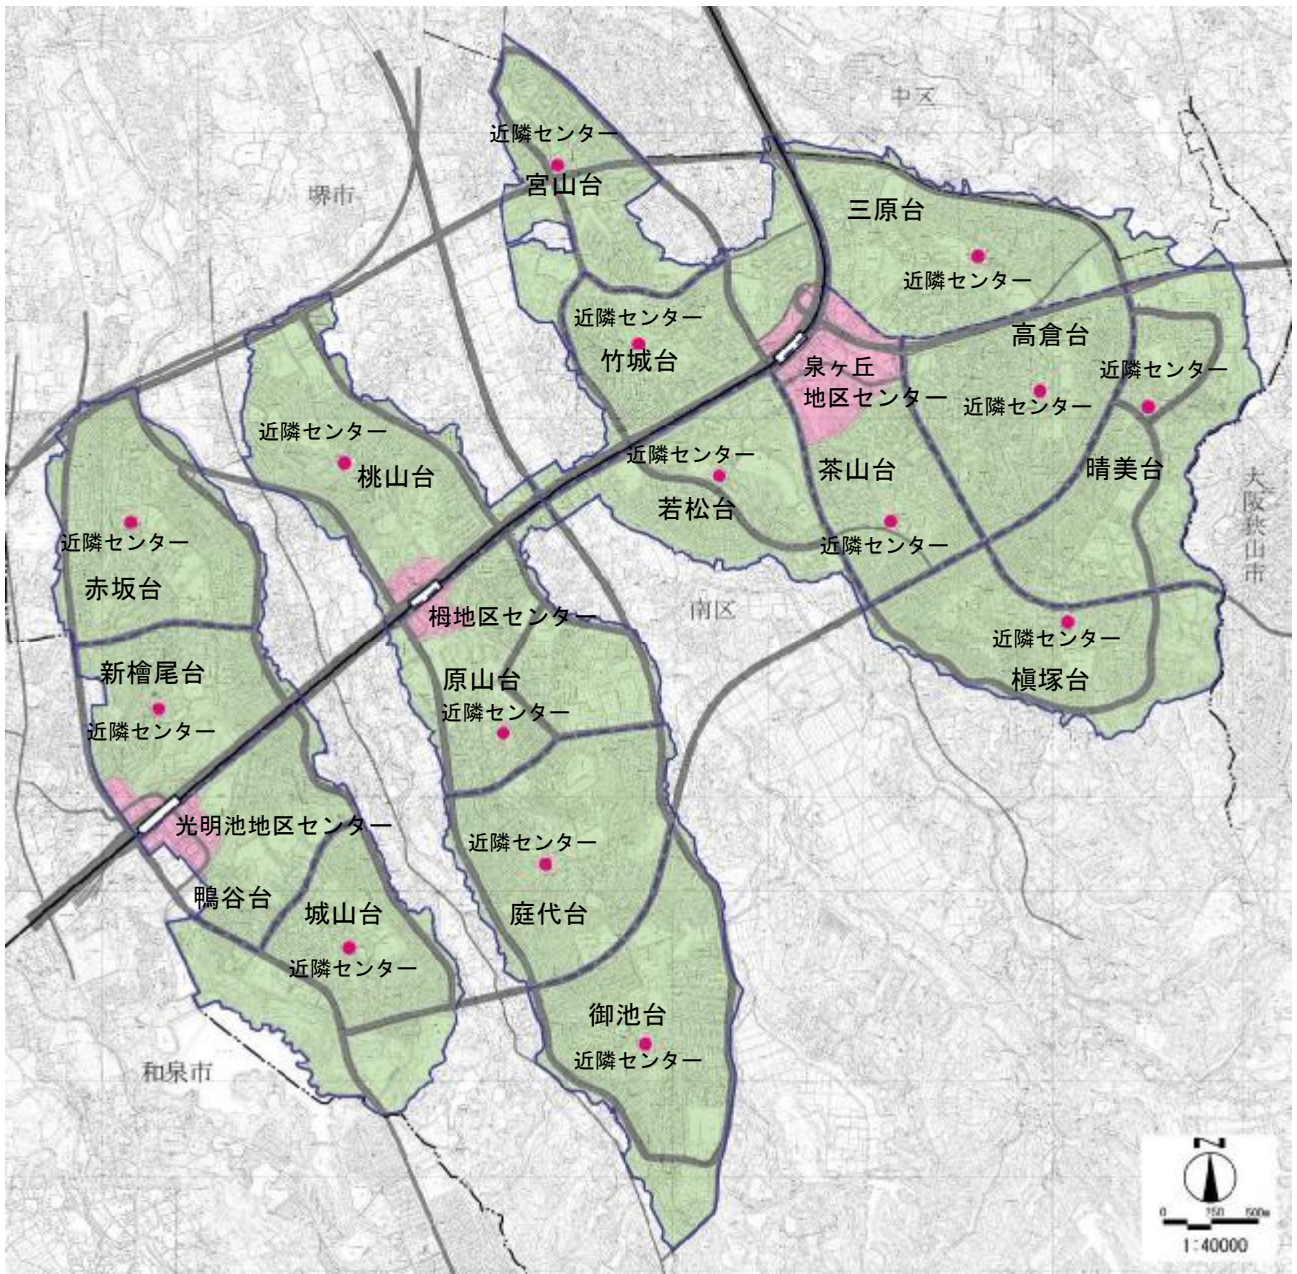 中区
近隣センター
宮山台
堺市
三原台
近隣センター
近隣センター
竹城台
高倉台
泉ヶ丘
地区センター
近隣センター
近隣センター
近隣センター
桃山台
近隣センター
若松台
茶山台
晴美台
大阪狭山市
近隣センター
近隣センター
赤坂台
栂地区センター
南区
近隣センター
新檜尾台
近隣センター
原山台
近隣センター
槇塚台
光明池地区センター
近隣センター
鴨谷台
城山台
近隣センター
庭代台
御池台
近隣センター
和泉市
N
0 250 500m
1:40000